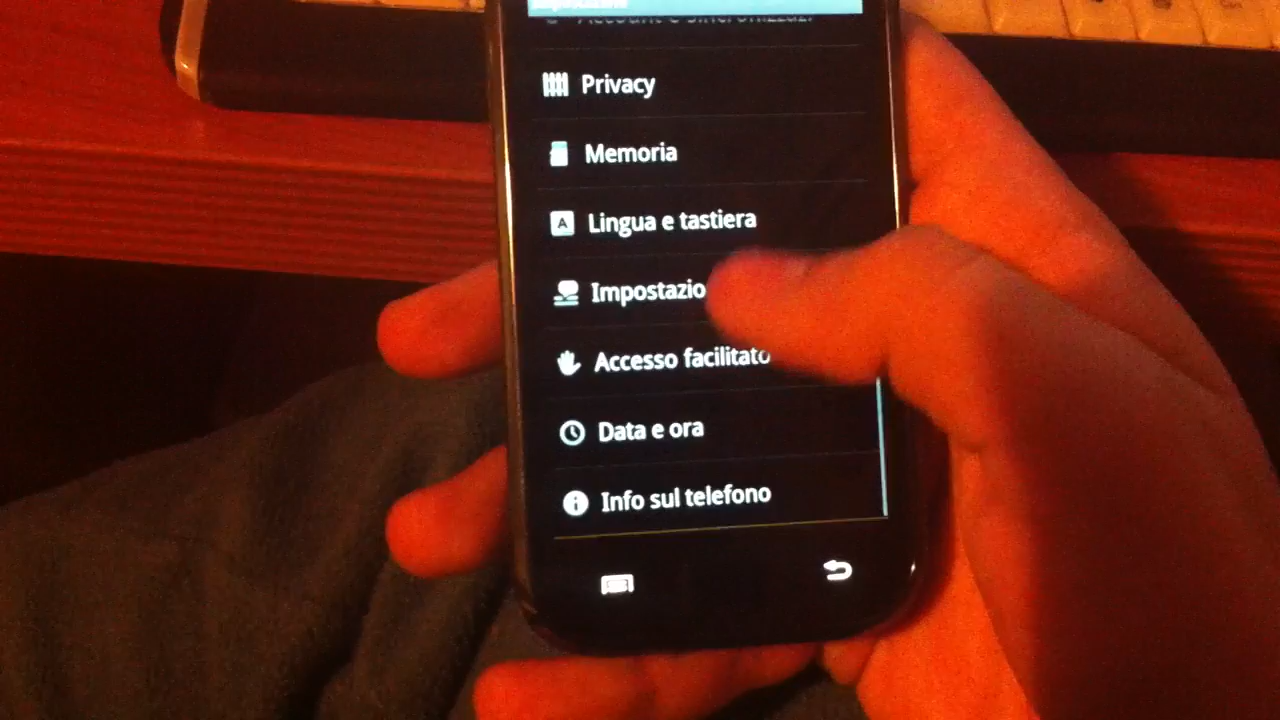 Privacy
Memoria
Lingua e tastiera
Impostazio
Accesso facilitato
Data e ora
Info sul telefono